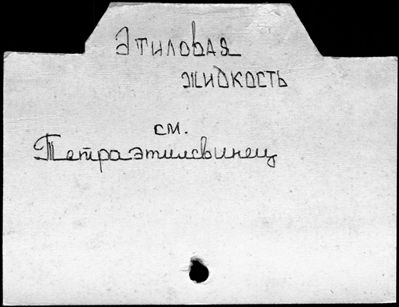 Этиловая
жидкость
см.
Тетраэтилсвинец